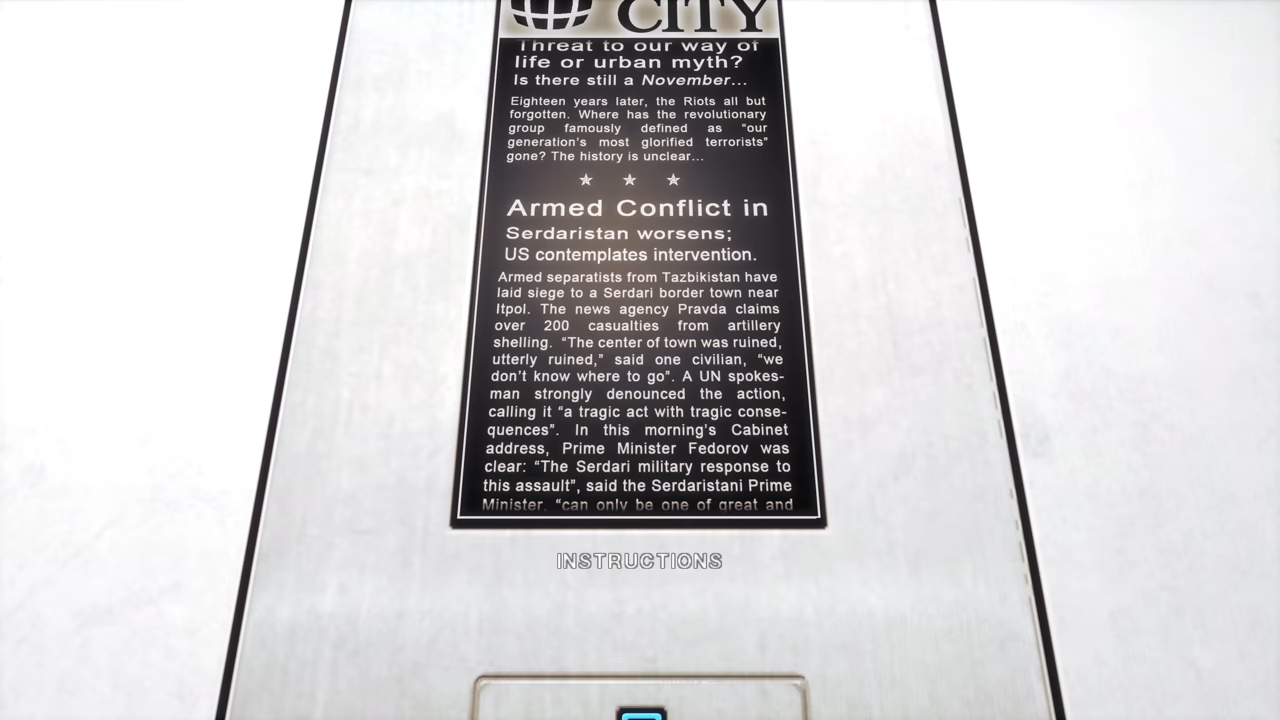 CITY
Threat to our way of
life or urban myth?
Is there still a November...
Eighteen years later, the Riots all but
forgotten. Where has the revolutionary
group famously defined as “our
generation’s most glorified terrorists”
gone? The history is unclear...
Armed Conflict in
Serdaristan worsens;
US contemplates intervention.
Armed separatists from Tazbikistan have
laid siege to a Serdari border town near
Itpol. The news agency Pravda claims
over 200 casualties from artillery
shelling. “The center of town was ruined,
utterly ruined,” said one civilian, “we
don’t know where to go”. A UN spokes-
man strongly denounced the action,
calling it “a tragic act with tragic conse-
quences”. In this morning’s Cabinet
address, Prime Minister Fedorov was
clear: “The Serdari military response to
this assault”, said the Serdaristani Prime
Minister, “can only be one of great and
INSTRUCTIONS